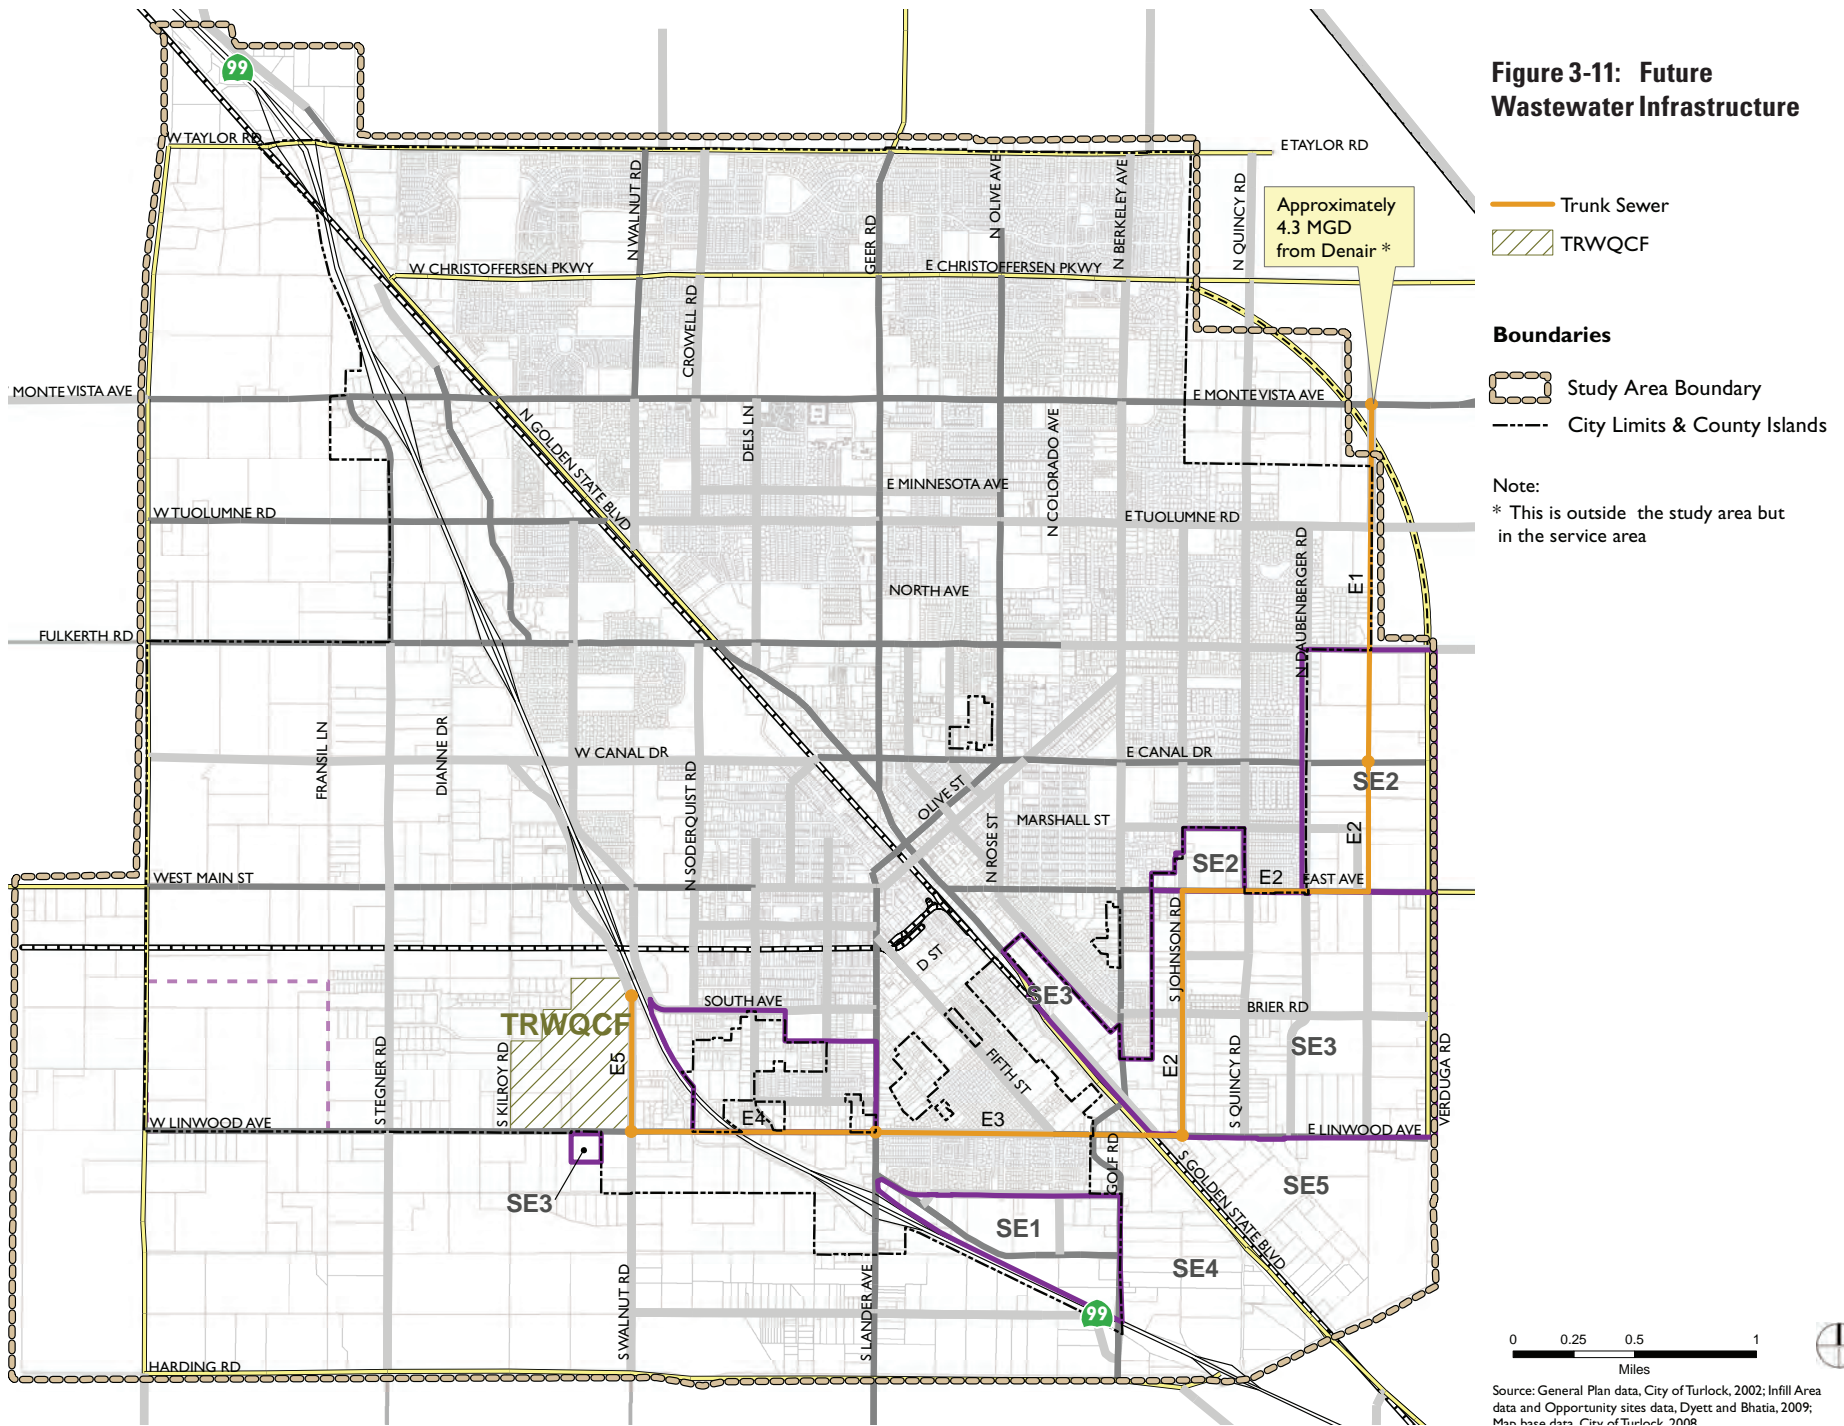 Figure 3-11: Future
Wastewater Infrastructure
Trunk Sewer
TRWQCF
Boundaries
Study Area Boundary
City Limits & County Islands
Note:
* This is outside the study area but
in the service area
99
W TAYLOR RD
E TAYLOR RD
N WALNUT RD
GEER RD
N OLIVE AVE
N BERKELEY AVE
N QUINCY RD
Approximately
4.3 MGD
from Denair *
W CHRISTOFFERSEN PKWY
E CHRISTOFFERSEN PKWY
CROWELL RD
MONTE VISTA AVE
E MONTE VISTA AVE
N GOLDEN STATE BLVD
DELS LN
N COLORADO AVE
E MINNESOTA AVE
W TUOLUMNE RD
E TUOLUMNE RD
N DAUBENBERGER RD
E1
NORTH AVE
FULKERTH RD
FRANSIL LN
DIANNE DR
W CANAL DR
E CANAL DR
N SODERQUIST RD
OLIVE ST
N ROSE ST
MARSHALL ST
SE2
E2
SE2
E2
EAST AVE
WEST MAIN ST
D ST
S JOHNSON RD
SE3
SOUTH AVE
BRIER RD
TRWQCF
E5
S TEGNER RD
S KILROY RD
FIFTH ST
E2
S QUINCY RD
SE3
VERDUGA RD
W LINWOOD AVE
E4
E3
E LINWOOD AVE
GOLF RD
S GOLDEN STATE BLVD
SE3
SE5
SE1
SE4
S WALNUT RD
S LANDER AVE
99
HARDING RD
0 0.25 0.5 1
Miles
Source: General Plan data, City of Turlock, 2002; Infill Area
data and Opportunity sites data, Dyett and Bhatia, 2009;
Map base data, City of Turlock, 2008